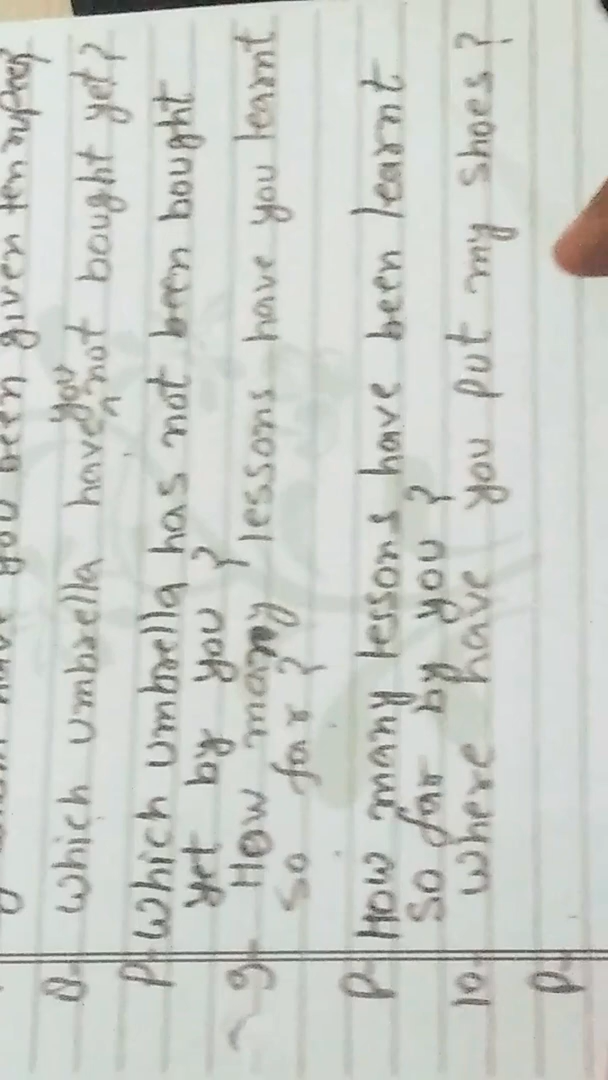 you been given ten rupees
8. Which umbrella have you not bought yet?
P. Which umbrella has not been bought
yet by you?
9. How many lessons have you learnt
so far?
P. How many lessons have been learnt
so far by you?
10. where have you put my shoes?
P.